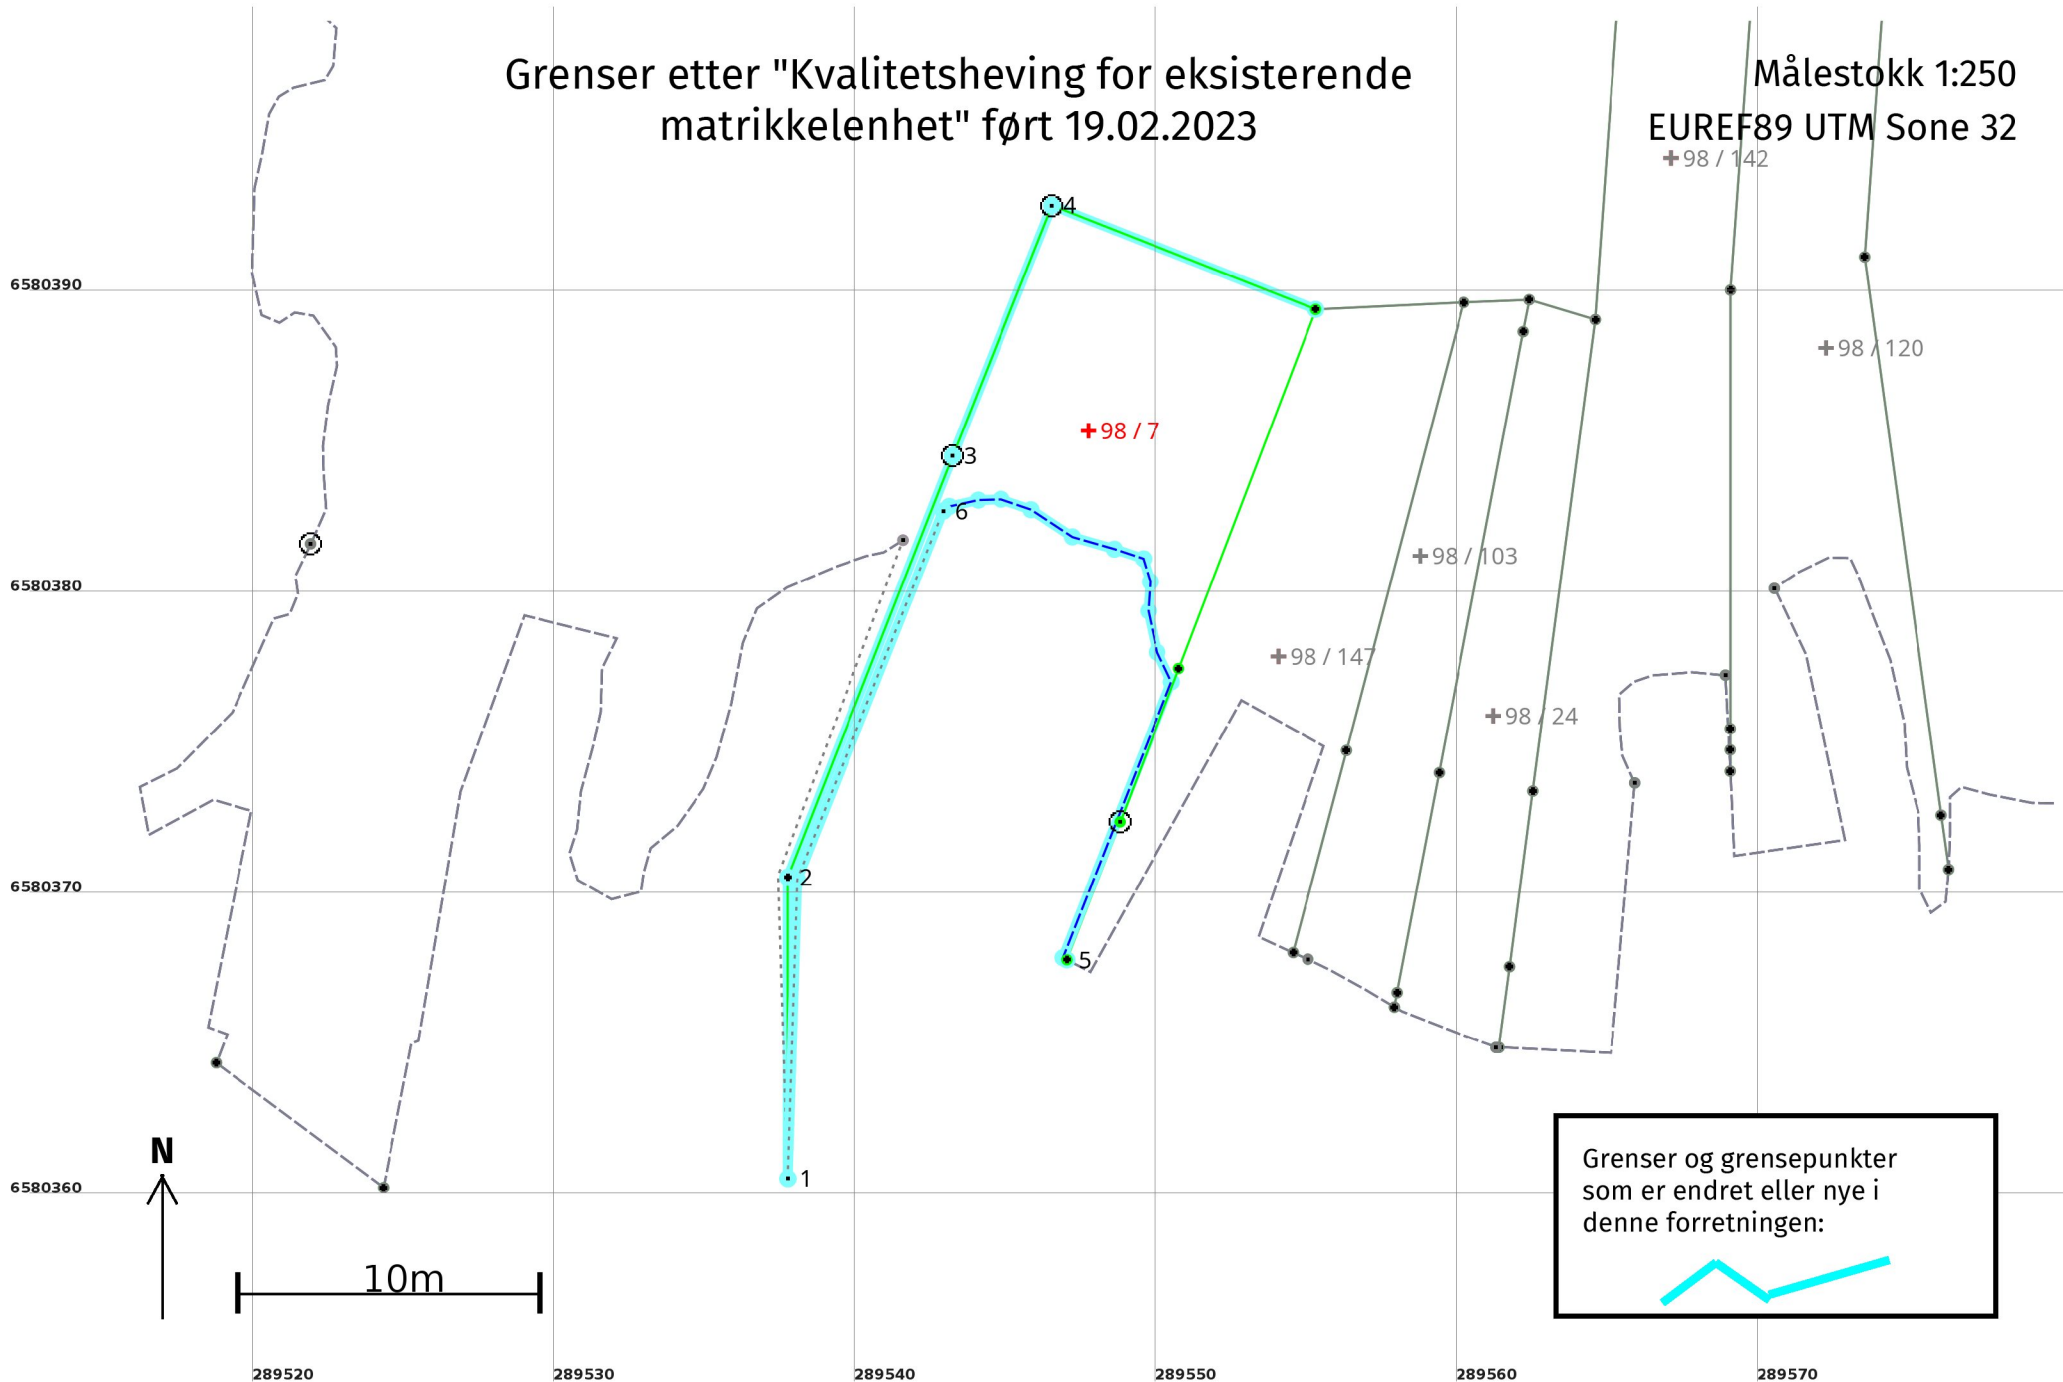 Grenser etter "Kvalitetsheving for eksisterende
matrikkelenhet" ført 19.02.2023
Målestokk 1:250
EUREF89 UTM Sone 32
98 / 142
4
6580390
98 / 120
98 / 7
3
6
98 / 103
6580380
98 / 147
98 / 24
2
6580370
5
N
1
6580360
Grenser og grensepunkter
som er endret eller nye i
denne forretningen:
10m
289520
289530
289540
289550
289560
289570